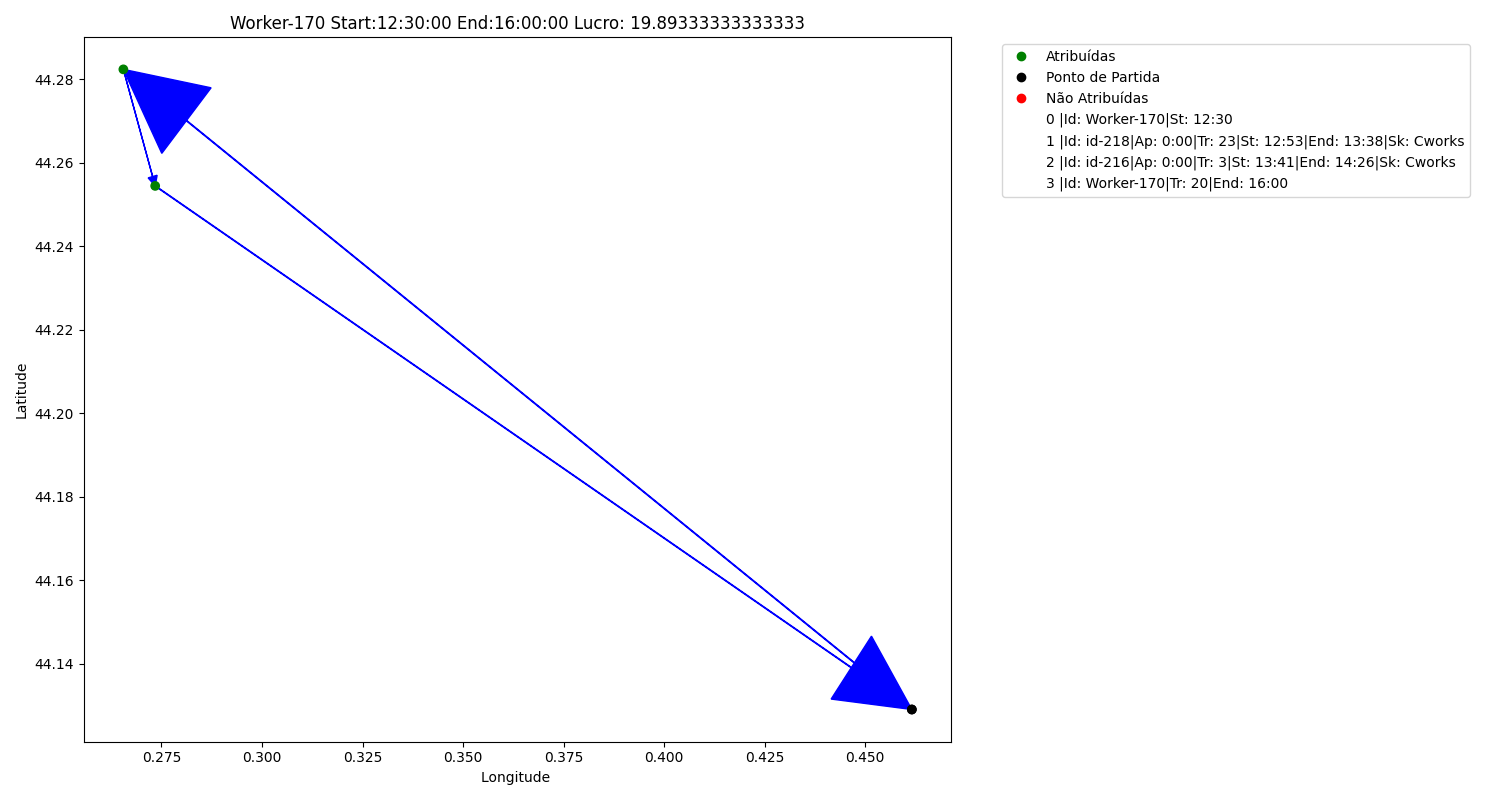 Worker-170 Start:12:30:00 End:16:00:00 Lucro: 19.89333333333333
44.28
44.26
44.24
44.22
44.20
44.18
44.16
44.14
Latitude
0.275 0.300 0.325 0.350 0.375 0.400 0.425 0.450
Longitude
Atribuídas
Ponto de Partida
Não Atribuídas
0 |Id: Worker-170|St: 12:30
1 |Id: id-218|Ap: 0:00|Tr: 23|St: 12:53|End: 13:38|Sk: Cworks
2 |Id: id-216|Ap: 0:00|Tr: 3|St: 13:41|End: 14:26|Sk: Cworks
3 |Id: Worker-170|Tr: 20|End: 16:00